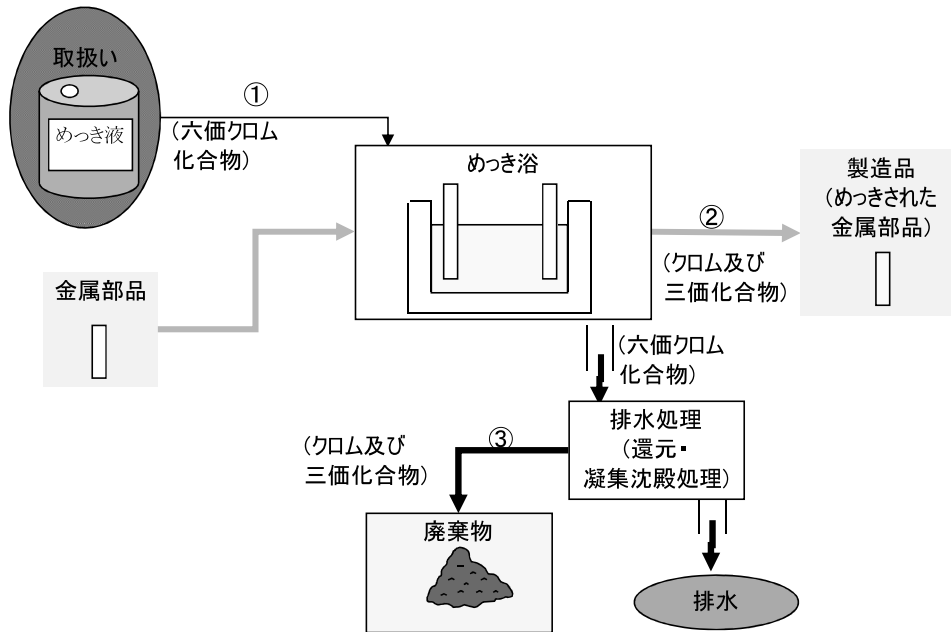 取扱い
めっき液
①
(六価クロム
化合物)
めっき浴
製造品
(めっきされた
金属部品)
②
(クロム及び
三価化合物)
金属部品
(六価クロム
化合物)
排水処理
(還元・
凝集沈殿処理)
③
(クロム及び
三価化合物)
廃棄物
排水